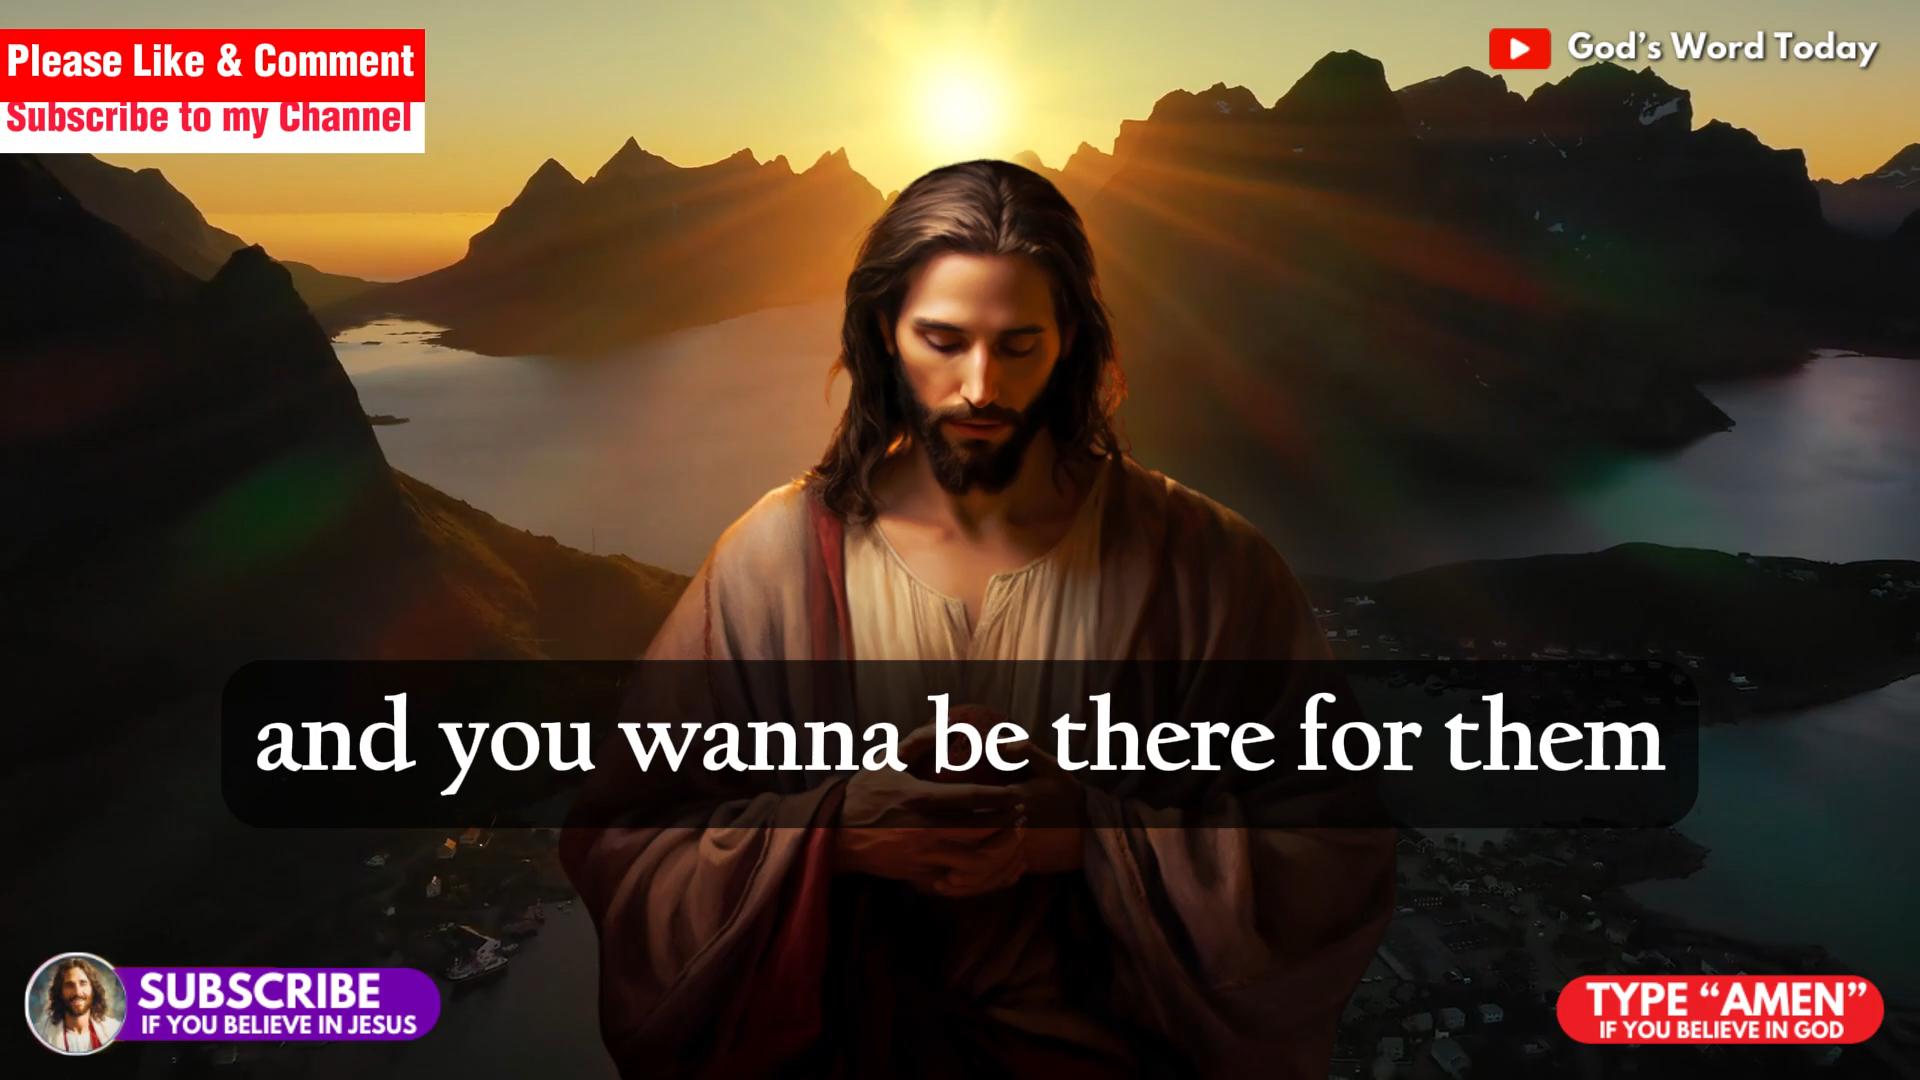 Please Like & Comment
Subscribe to my Channel
God's Word Today
and you wanna be there for them
SUBSCRIBE
IF YOU BELIEVE IN JESUS
TYPE “AMEN”
IF YOU BELIEVE IN GOD